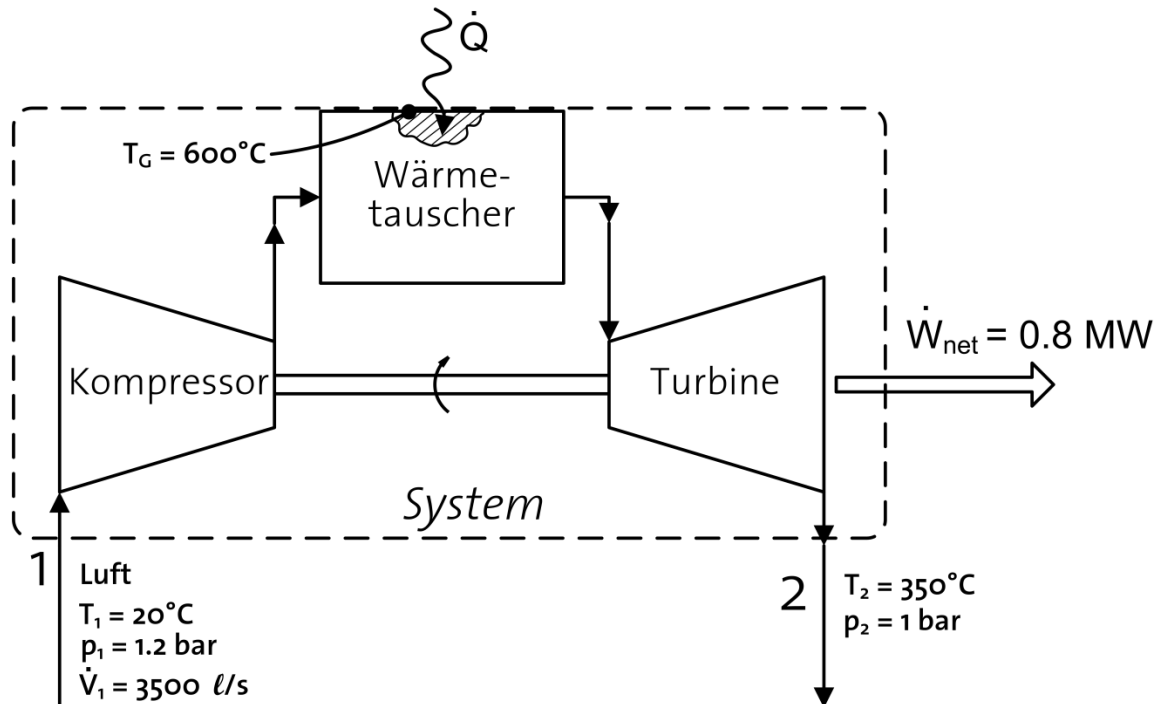 Q̇
T_G = 600°C
Wärme-
tauscher
Ẇ_net = 0.8 MW
Kompressor
Turbine
System
1
Luft
T₁ = 20°C
p₁ = 1.2 bar
V̇₁ = 3500 ℓ/s
2
T₂ = 350°C
p₂ = 1 bar